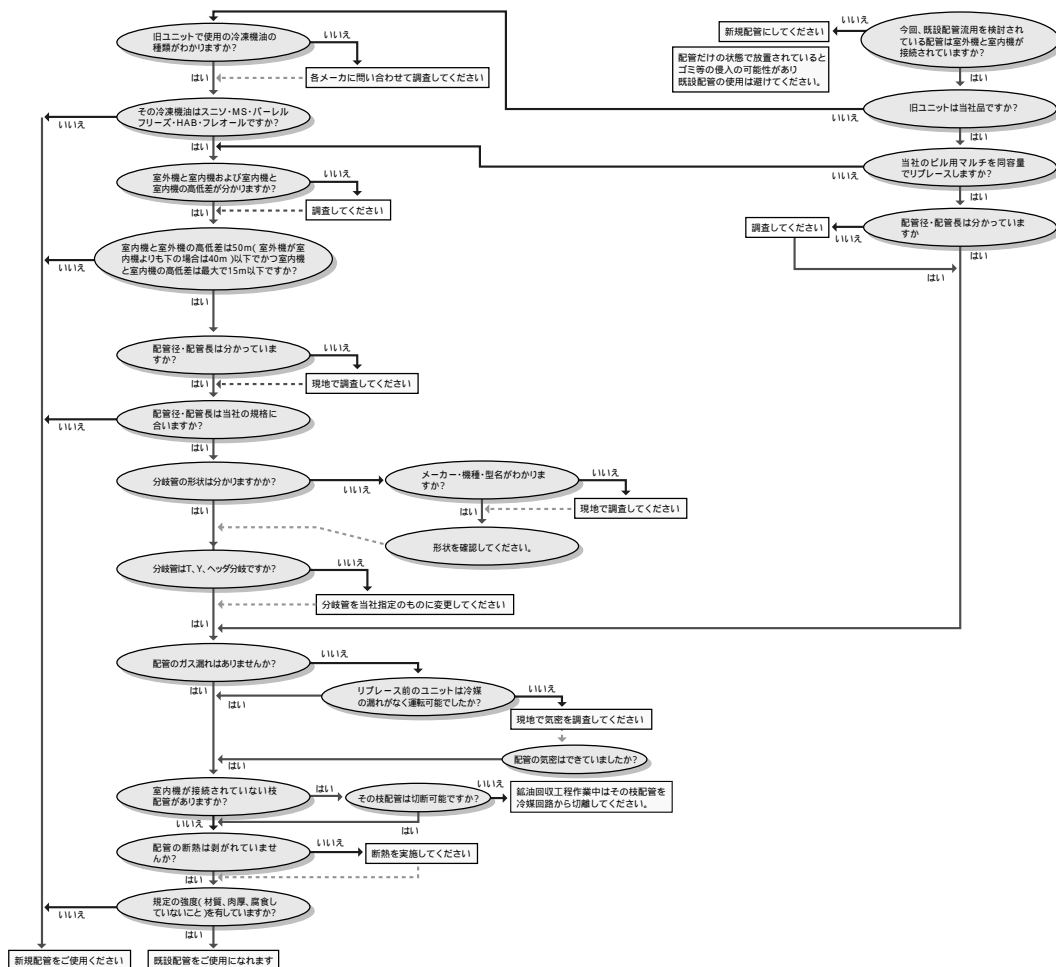 今回、既設配管流用を検討され
ている配管は室外機と室内機が
接続されていますか?
いいえ
新規配管にしてください
配管だけの状態で放置されていると
ゴミ等の侵入の可能性があり
既設配管の使用は避けてください。
はい
旧ユニットは当社品ですか?
いいえ
はい
当社のビル用マルチを同容量
でリプレースしますか?
いいえ
はい
配管径・配管長は分かっていま
すか
いいえ
調査してください
はい
はい
旧ユニットで使用の冷凍機油の
種類がわかりますか?
いいえ
はい
各メーカに問い合わせて調査してください
その冷凍機油はスニソ・MS・バーレル
フリーズ・HAB・フレオールですか?
いいえ
はい
室外機と室内機および室内機と
室内機の高低差が分かりますか?
いいえ
はい
調査してください
室内機と室外機の高低差は50m(室外機が室
内機よりも下の場合は40m)以下でかつ室内機
と室内機の高低差は最大で15m以下ですか?
いいえ
はい
配管径・配管長は分かっていま
すか?
いいえ
はい
現地で調査してください
配管径・配管長は当社の規格に
合いますか?
いいえ
はい
分岐管の形状は分かりますかか?
いいえ
はい
メーカー・機種・型名がわかりま
すか?
いいえ
はい
現地で調査してください
形状を確認してください。
分岐管はT、Y、ヘッダ分岐ですか?
いいえ
はい
分岐管を当社指定のものに変更してください
配管のガス漏れはありませんか?
いいえ
はい
リプレース前のユニットは冷媒
の漏れがなく運転可能でしたか?
いいえ
はい
現地で気密を調査してください
配管の気密はできていましたか?
はい
室内機が接続されていない枝
配管がありますか?
はい
いいえ
その枝配管は切断可能ですか?
いいえ
はい
鉱油回収工程作業中はその枝配管を
冷媒回路から切離してください。
配管の断熱は剥がれていませ
んか?
いいえ
はい
断熱を実施してください
規定の強度(材質、肉厚、腐食し
ていないこと)を有していますか?
いいえ
はい
新規配管をご使用ください
既設配管をご使用になれます